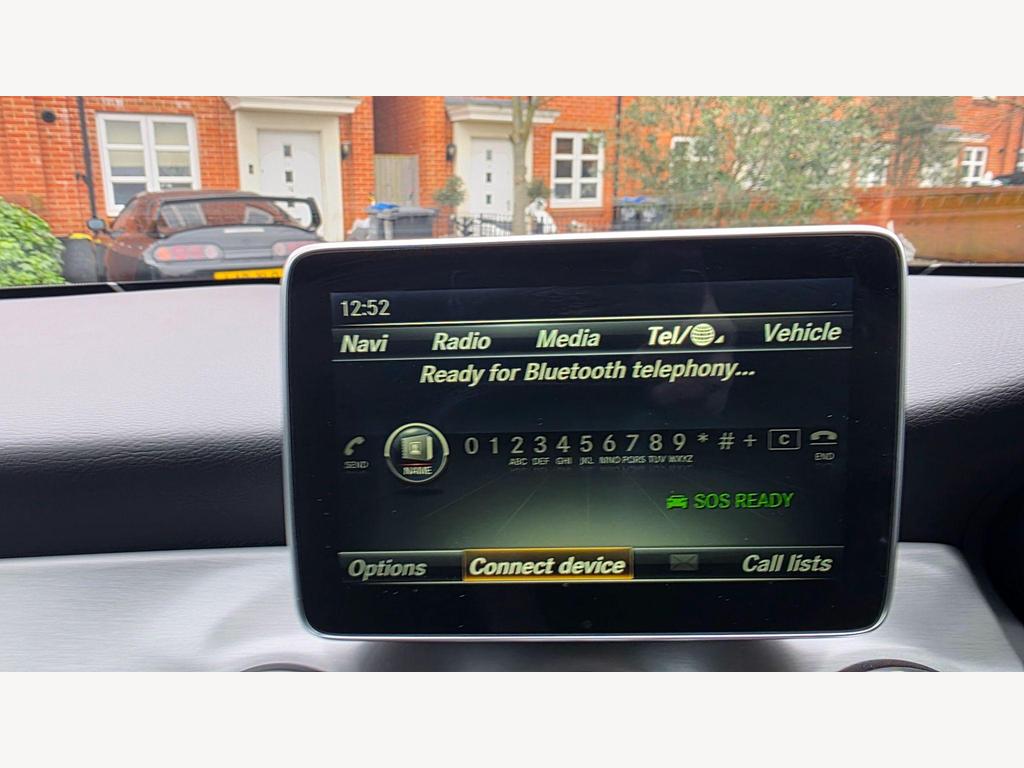 12:52
Navi Radio Media Tel/ Vehicle
Ready for Bluetooth telephony...
SEND NAME 0 1 2 3 4 5 6 7 8 9 * # + C END
ABC DEF GHI JKL MNO PQRS TUV WXYZ
SOS READY
Options Connect device Call lists